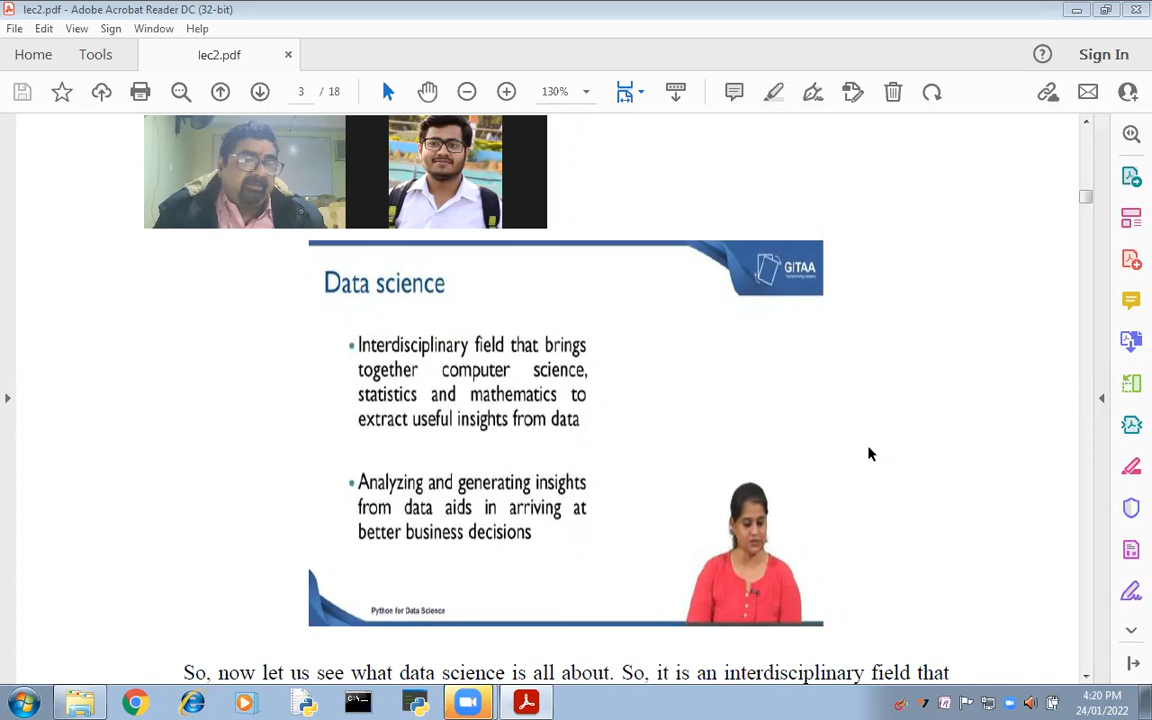 lec2.pdf - Adobe Acrobat Reader DC (32-bit)
File Edit View Sign Window Help
Home Tools lec2.pdf × Sign In
3 / 18 130%
GITAA
Data science
• Interdisciplinary field that brings
together computer science,
statistics and mathematics to
extract useful insights from data
• Analyzing and generating insights
from data aids in arriving at
better business decisions
Python for Data Science
So, now let us see what data science is all about. So, it is an interdisciplinary field that
4:20 PM
24/01/2022